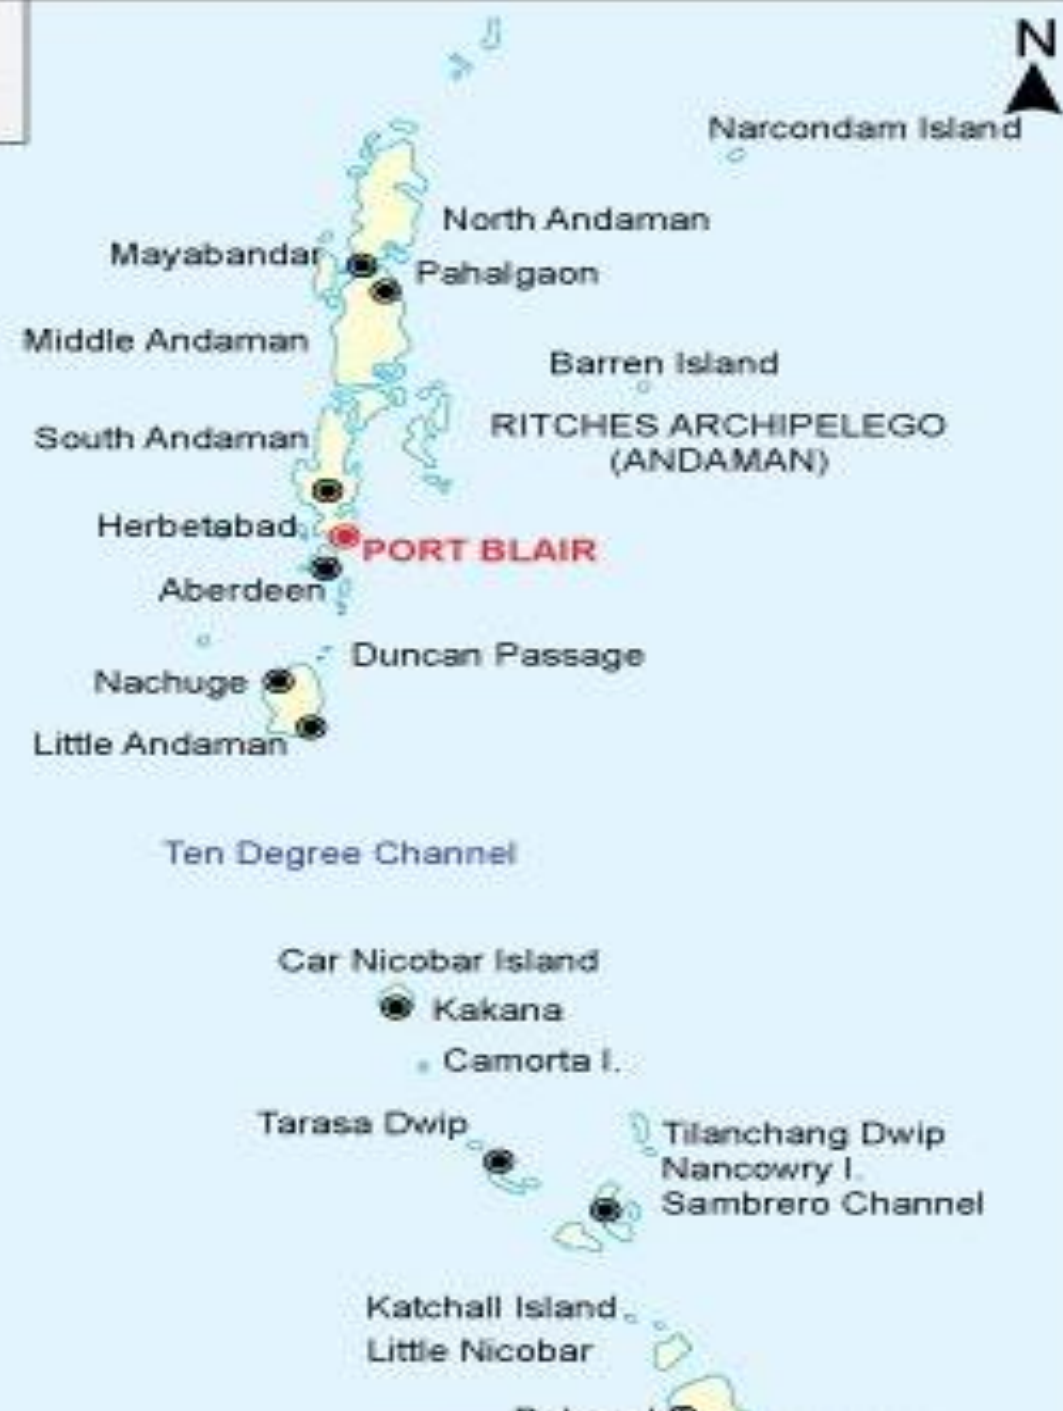 N
Narcondam Island
North Andaman
Mayabandar
Pahalgaon
Middle Andaman
Barren Island
South Andaman
RITCHES ARCHIPELEGO
(ANDAMAN)
Herbetabad
PORT BLAIR
Aberdeen
Duncan Passage
Nachuge
Little Andaman
Ten Degree Channel
Car Nicobar Island
Kakana
Camorta I.
Tarasa Dwip
Tilanchang Dwip
Nancowry I.
Sambrero Channel
Katchall Island
Little Nicobar